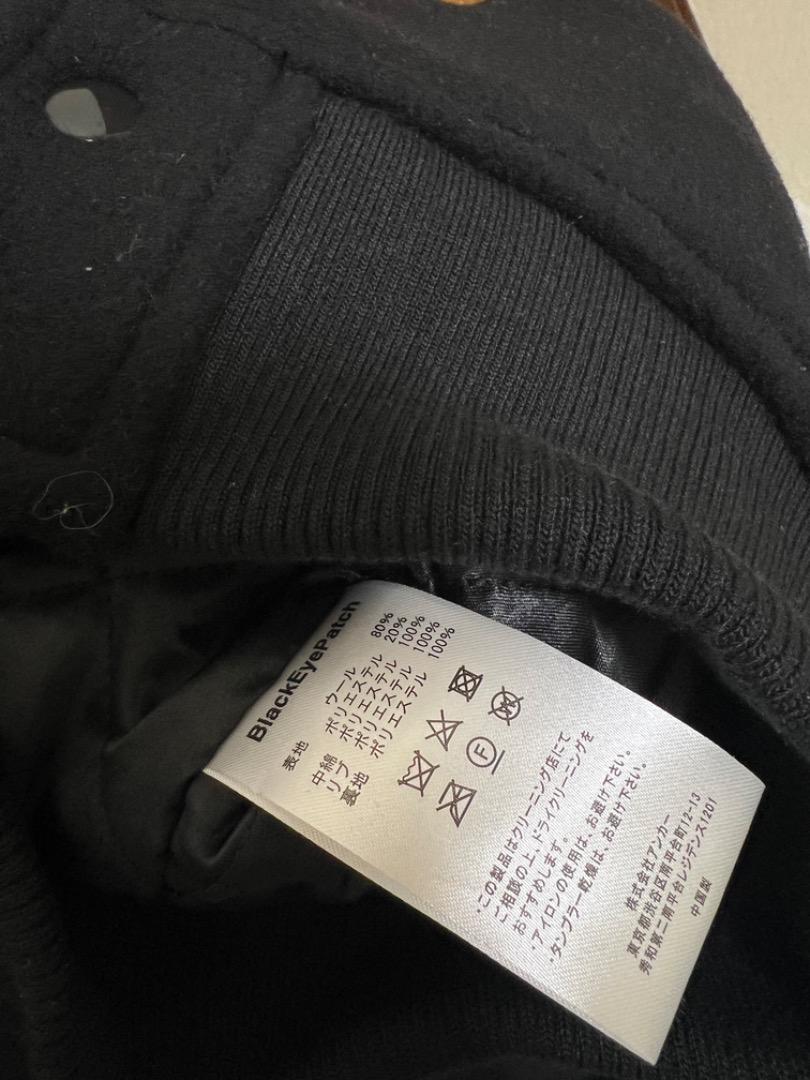 BlackEyePatch
表地 ウール 80%
ポリエステル 20%
中綿 ポリエステル 100%
リブ ポリエステル 100%
裏地 ポリエステル 100%
F
W
・この製品はクリーニング店にて
ご相談の上、ドライクリーニングを
おすすめします。
・アイロンの使用は、お避け下さい。
・タンブラー乾燥は、お避け下さい。
株式会社アンカー
東京都渋谷区南平台町12-13
秀和第二南平台レジデンス1201
中国製